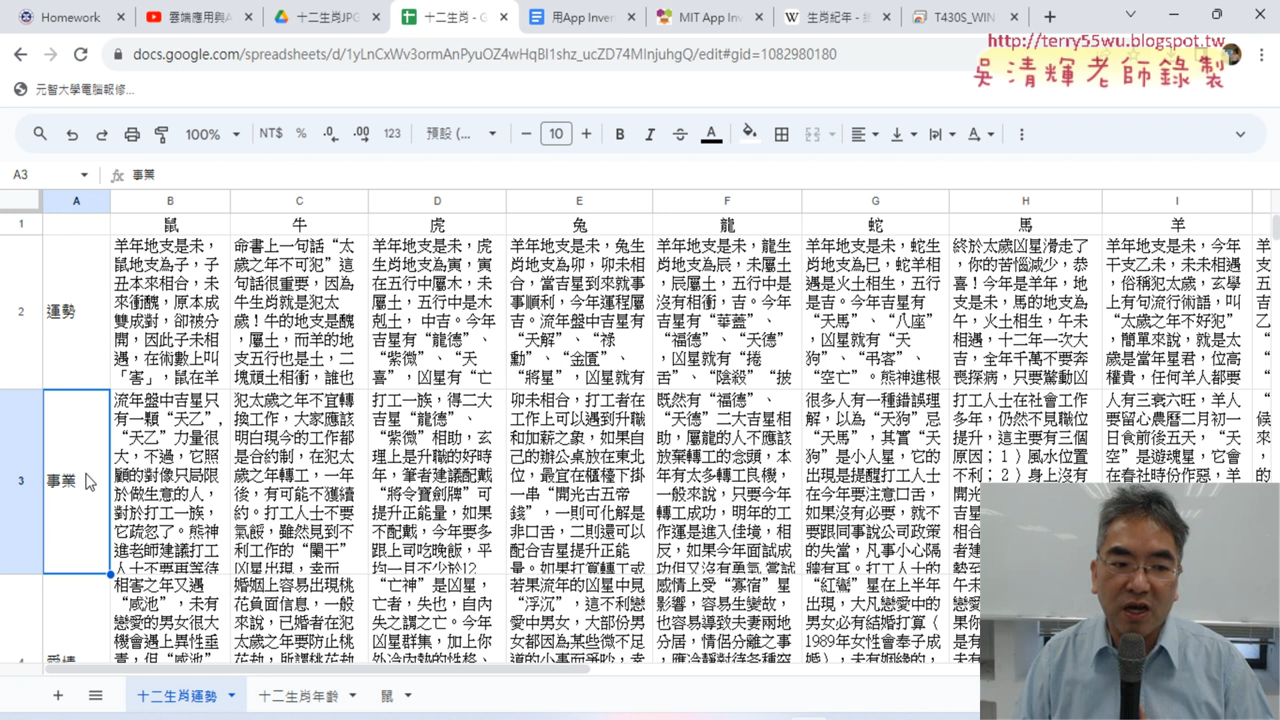 Homework
雲端應用與A
十二生肖JPG
十二生肖 - G
用App Inver
MIT App Inv
生肖紀年 - 維
T430S_WIN
docs.google.com/spreadsheets/d/1yLnCxWv3ormAnPyuOZ4wHqBI1shz_ucZD74MInjuhgQ/edit#gid=1082980180
http://terry55wu.blogspot.tw
吳清輝老師錄製
元智大學電腦報修...
100% NT$ % .0 .00 123 預設 (... 10 B I A
A3 fx 事業
A B C D E F G H I
1 鼠 牛 虎 兔 龍 蛇 馬 羊
2 運勢
羊年地支是未，
鼠地支為子，子
丑本來相合，未
來衝醜，原本成
雙成對，卻被分
開，因此子未相
遇，在術數上叫
「害」，鼠在羊
命書上一句話“太
歲之年不可犯”這
句話很重要，因為
牛生肖就是犯太
歲！牛的地支是醜
，屬土，而羊的地
支五行也是土，二
塊頑土相衝，誰也
羊年地支是未，虎
生肖地支為寅，寅
在五行中屬木，未
屬土，五行中是木
剋土，中吉。今年
吉星有“龍德”、
“紫微”、“天
喜”，凶星有“亡
羊年地支是未，兔生
肖地支為卯，卯未相
合，當吉星到來就事
事順利，今年運程屬
吉。流年盤中吉星有
“天解”、“祿
勳”、“金匱”、
“將星”，凶星就有
羊年地支是未，龍生
肖地支為辰，未屬土
，辰屬土，五行中是
沒有相衝，吉。今年
吉星有“華蓋”、
“福德”、“天德”
，凶星就有“捲
舌”、“陰殺”“披
羊年地支是未，蛇生
肖地支為巳，蛇羊相
遇是火土相生，五行
是吉。今年吉星有
“天馬”、“八座”
，凶星就有“天
狗”、“弔客”、
“空亡”。熊神進根
終於太歲凶星滑走了
，你的苦惱減少，恭
喜！今年是羊年，地
支是未，馬的地支為
午，火土相生，午未
相遇，十二年一次大
吉，全年千萬不要奔
喪探病，只要驚動凶
羊年地支是未，今年
干支乙未，未未相遇
，俗稱犯太歲，玄學
上有句流行術語，叫
“太歲之年不好犯”
，簡單來說，就是太
歲是當年星君，位高
權貴，任何羊人都要
3 事業
流年盤中吉星只
有一顆“天乙，
“天乙”力量很
大，不過，它照
顧的對像只局限
於做生意的人，
對於打工一族，
它疏忽了。熊神
進老師建議打工
人士不要再等待
犯太歲之年不宜轉
換工作，大家應該
明白現今的工作都
是合約制，在犯太
歲之年轉工，一年
後，有可能不獲續
約。打工人士不要
氣餒，雖然見到不
利工作的“闌干”
凶星出現，幸而
打工一族，得二大
吉星“龍德”、
“紫微”相助，玄
理上是升職的好時
年，筆者建議配戴
“將令寶劍牌”可
提升正能量，如果
不配戴，今年要多
跟上司吃晚飯，平
均一月不少於12
卯未相合，打工者在
工作上可以遇到升職
和加薪之象，如果自
己的辦公桌放在東北
位，最宜在櫃檯下掛
一串“開光古五帝
錢”，一則可化解是
非口舌，二則還可以
配合吉星提升正能
量。如果打算轉工或
既然有“福德”、
“天德”二大吉星相
助，屬龍的人不應該
放棄轉工的念頭，本
年有太多轉工良機，
一般來說，只要今年
轉工成功，明年的工
作運是進入佳境，相
反，如果今年面試成
功但又沒有勇氣 嘗試
很多人有一種錯誤理
解，以為“天狗”忌
“天狗”，其實“天
狗”是小人星，它的
出現是提醒打工人士
在今年要注意口舌，
如果沒有必要，就不
要跟同事說公司政策
的失當，凡事小心隔
牆有耳。打工人士的
打工人士在社會工作
多年，仍然不見職位
提升，這主要有三個
原因；1）風水位置
不利；2）身上沒有
人有三衰六旺，羊人
要留心農曆二月初一
日食前後五天，“天
空”是遊魂星，它會
在春社時份作惡，羊
4 愛情
相害之年又遇
“咸池”，未有
戀愛的男女很大
機會遇上異性垂
青，但“咸池”
婚姻上容易出現桃
花負面信息，一般
來說，已婚者在犯
太歲之年要防止桃
花劫，所謂桃花劫
“亡神”是凶星，
亡者，失也，自內
失之謂之亡。今年
凶星群集，加上你
外冷內熱的性格、
若果流年的凶星中見
“浮沉”，這不利戀
愛中男女，大部份男
女都因為某些微不足
道的小事而爭吵，幸
感情上受“寡宿”星
影響，容易生變故，
也容易導致夫妻兩地
分居，情侶分離之事
，應冷靜對待各種突
“紅鸞”星在上半年
出現，大凡戀愛中的
男女必有結婚打算（
1989年女性會奉子成
婚），未有姻緣的，
十二生肖運勢 十二生肖年齡 鼠